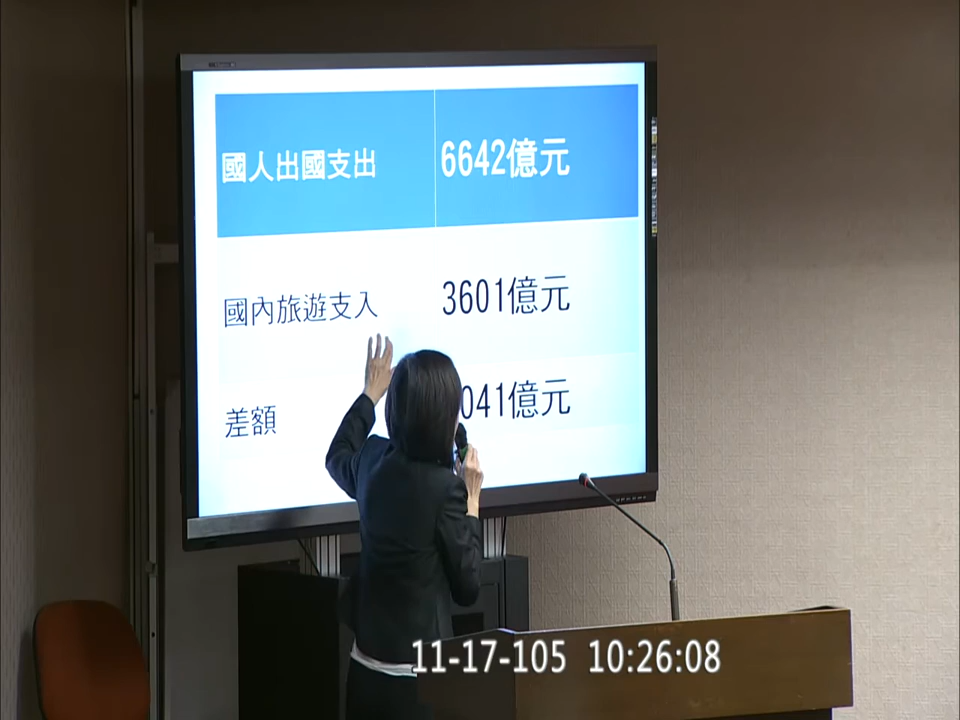 國人出國支出 6642億元
國內旅遊支入 3601億元
差額 041億元
11-17-105 10:26:08